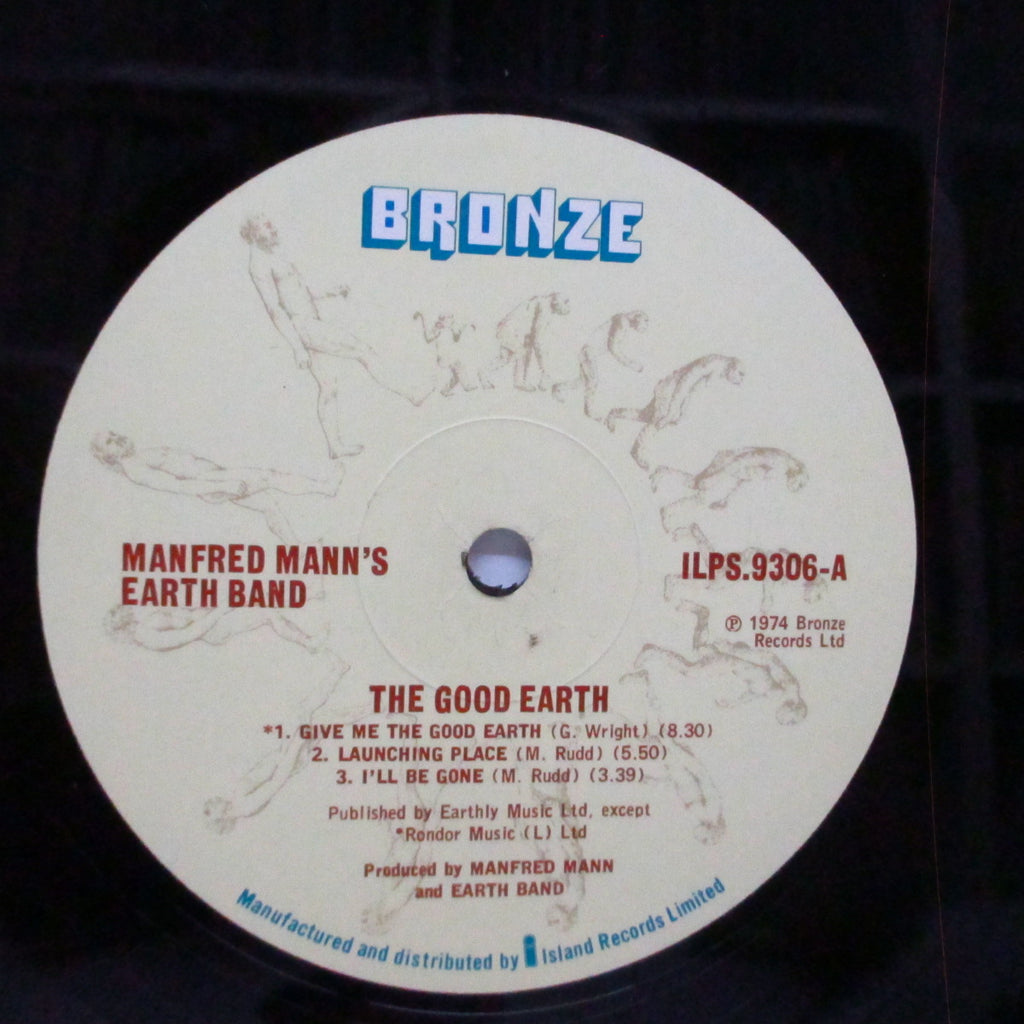 BRONZE
MANFRED MANN'S
EARTH BAND
ILPS.9306-A
℗ 1974 Bronze
Records Ltd
THE GOOD EARTH
*1. GIVE ME THE GOOD EARTH (G. Wright) (8.30)
2. LAUNCHING PLACE (M. Rudd) (5.50)
3. I'LL BE GONE (M. Rudd) (3.39)
Published by Earthly Music Ltd, except
*Rondor Music (L) Ltd
Produced by MANFRED MANN
and EARTH BAND
Manufactured and distributed by i Island Records Limited